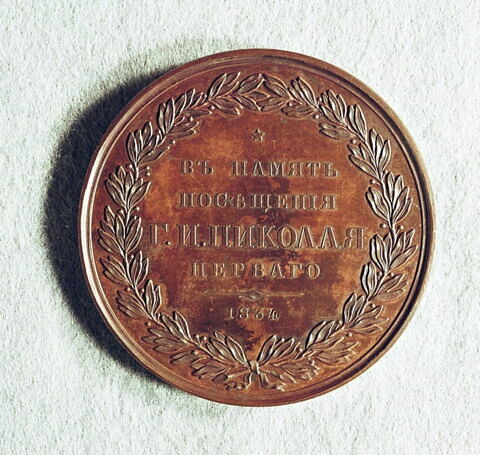 ВЪ ПАМЯТЬ
ПОСѢЩЕНІЯ
Г. И. НИКОЛАЯ
ПЕРВАГО
1834